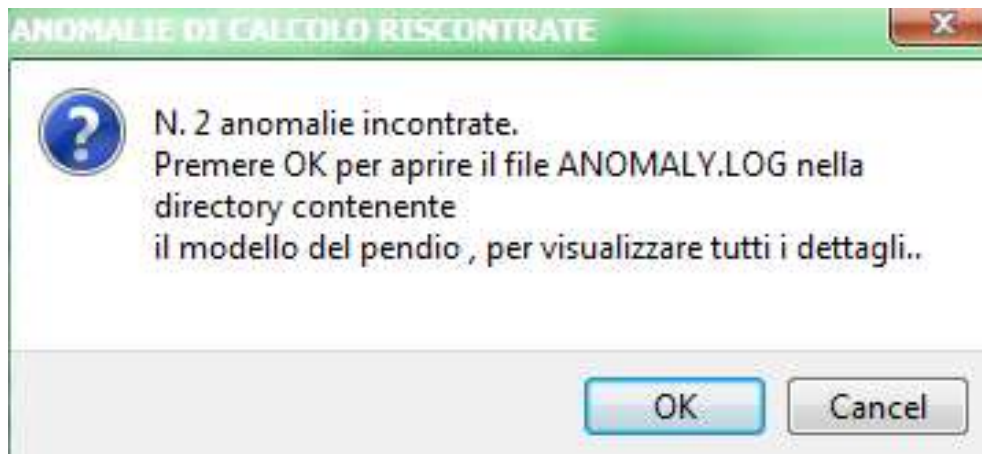 ANOMALIE DI CALCOLO RISCONTRATE
N. 2 anomalie incontrate.
Premere OK per aprire il file ANOMALY.LOG nella
directory contenente
il modello del pendio , per visualizzare tutti i dettagli..
OK
Cancel